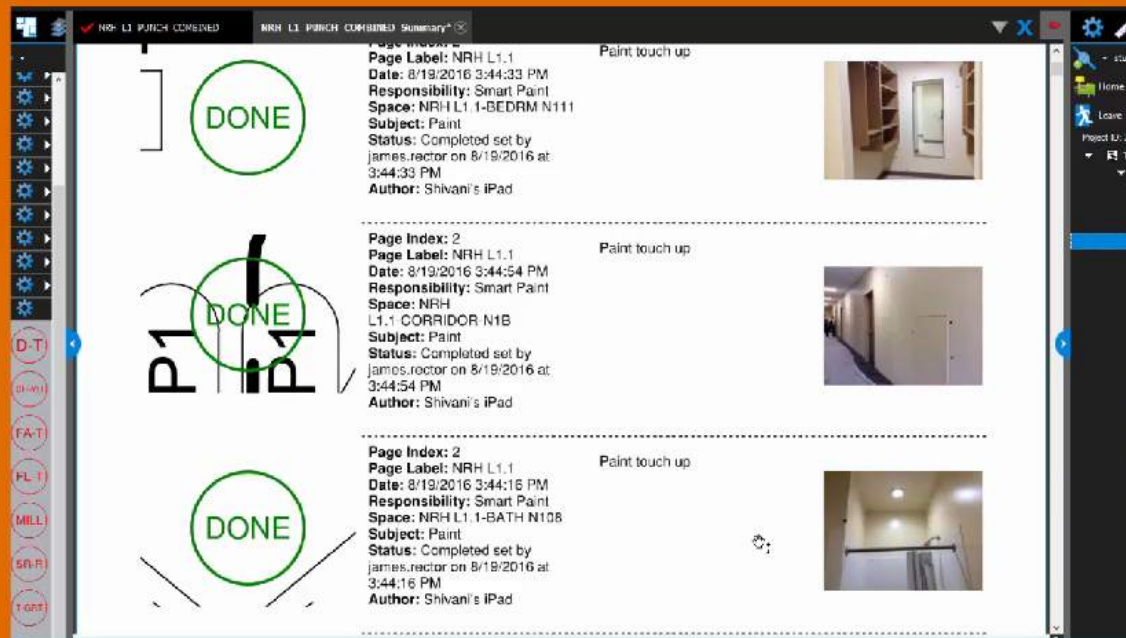 NRH L1 PUNCH COMBINED
NRH L1 PUNCH COMBINED Summary*
Page Index: 2
Page Label: NRH L1.1
Date: 8/19/2016 3:44:33 PM
Responsibility: Smart Paint
Space: NRH L1.1-BEDRM N111
Subject: Paint
Status: Completed set by
james.rector on 8/19/2016 at
3:44:33 PM
Author: Shivani's iPad
Paint touch up
DONE
Page Index: 2
Page Label: NRH L1.1
Date: 8/19/2016 3:44:54 PM
Responsibility: Smart Paint
Space: NRH
L1.1-CORRIDOR N1B
Subject: Paint
Status: Completed set by
james.rector on 8/19/2016 at
3:44:54 PM
Author: Shivani's iPad
Paint touch up
DONE
P1
P1
Page Index: 2
Page Label: NRH L1.1
Date: 8/19/2016 3:44:16 PM
Responsibility: Smart Paint
Space: NRH L1.1-BATH N108
Subject: Paint
Status: Completed set by
james.rector on 8/19/2016 at
3:44:16 PM
Author: Shivani's iPad
Paint touch up
DONE
D-T
FA-T
FL-T
MILL
SR-R
T-GRT
Home
Leave
Project ID: